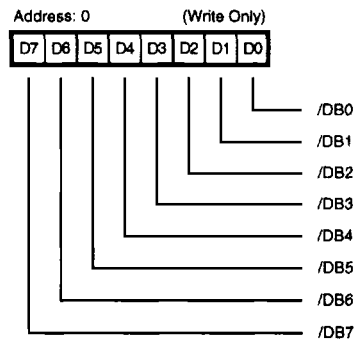 Address: 0 (Write Only)
D7 D6 D5 D4 D3 D2 D1 D0
/DB0
/DB1
/DB2
/DB3
/DB4
/DB5
/DB6
/DB7